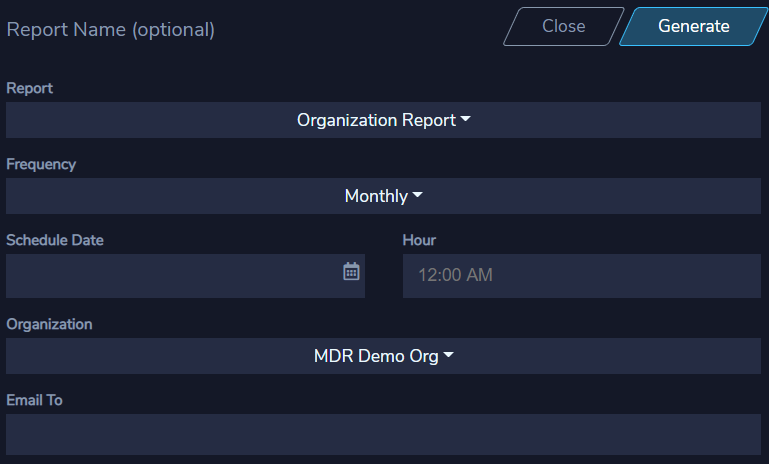 Report Name (optional)
Close
Generate
Report
Organization Report
Frequency
Monthly
Schedule Date
Hour
12:00 AM
Organization
MDR Demo Org
Email To